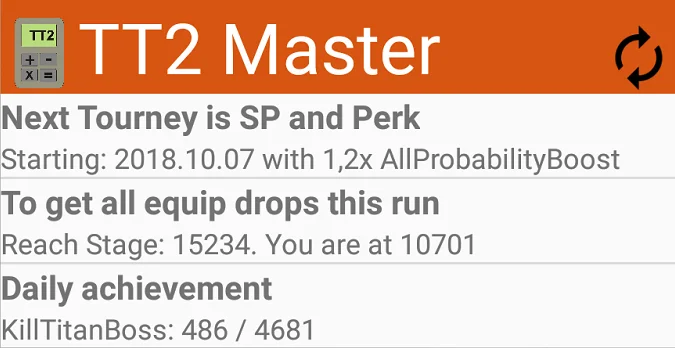 TT2
+ -
X =
TT2 Master
Next Tourney is SP and Perk
Starting: 2018.10.07 with 1,2x AllProbabilityBoost
To get all equip drops this run
Reach Stage: 15234. You are at 10701
Daily achievement
KillTitanBoss: 486 / 4681